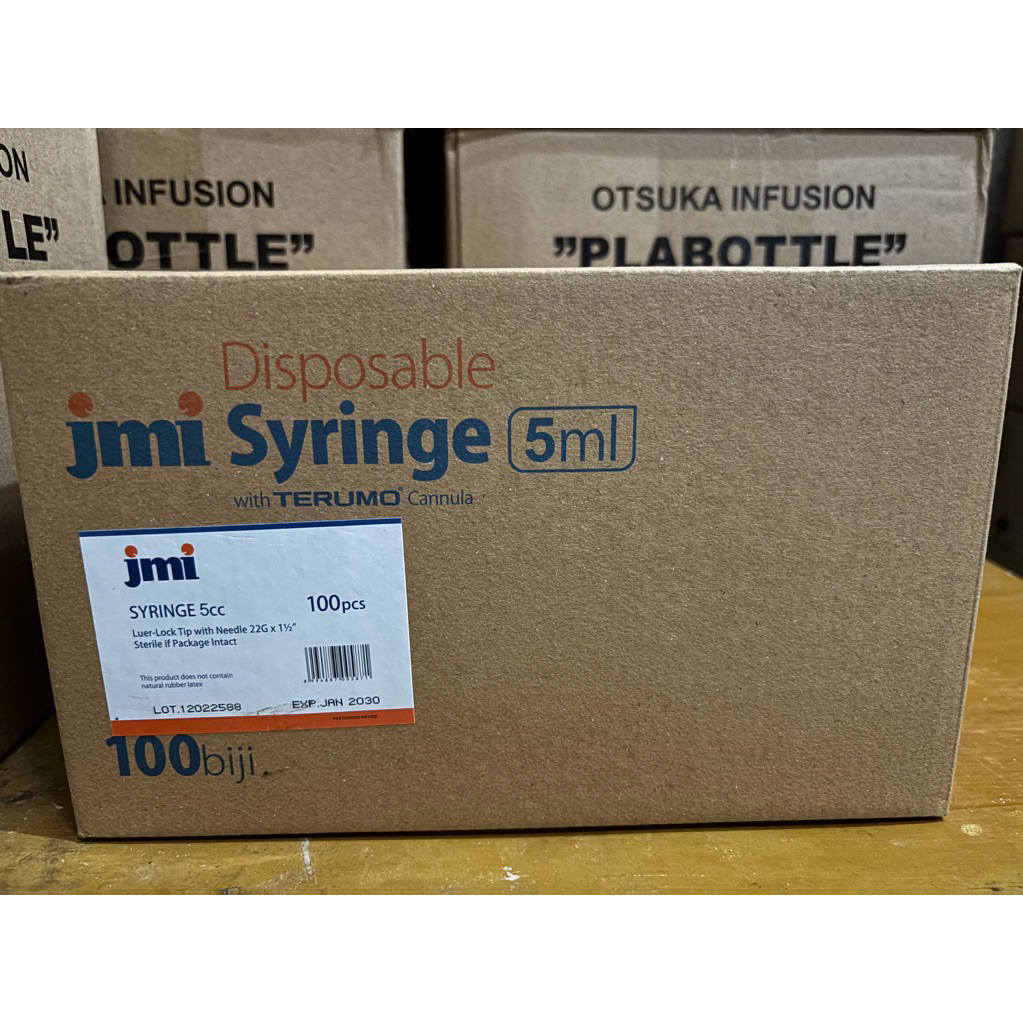 ON
LE”
INFUSION
OTTLE”
OTSUKA INFUSION
”PLABOTTLE”
Disposable
jmi Syringe 5ml
with TERUMO® Cannula
jmi
SYRINGE 5cc 100pcs
Luer-Lock Tip with Needle 22G x 1½”
Sterile if Package Intact
This product does not contain
natural rubber latex
LOT.12022588 EXP.JAN 2030
100biji